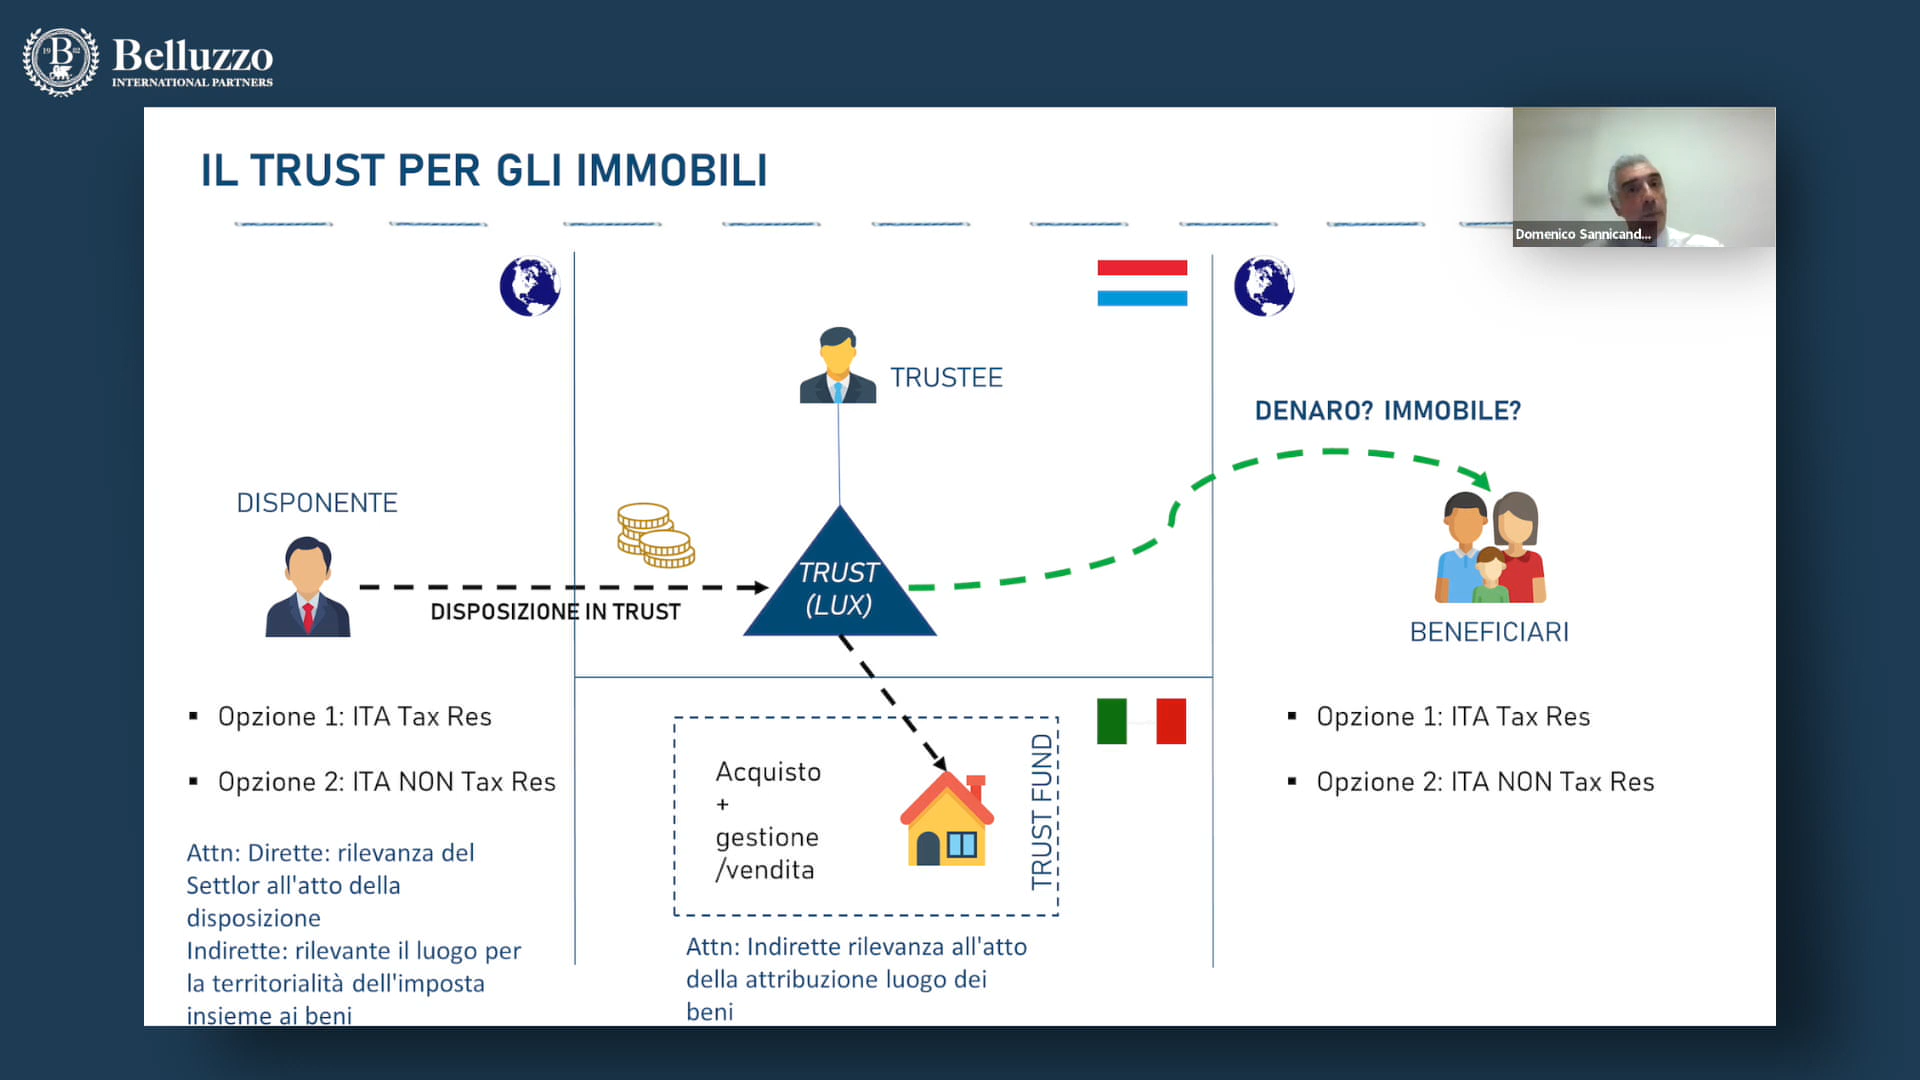 1982
B
Belluzzo
INTERNATIONAL PARTNERS
IL TRUST PER GLI IMMOBILI
Domenico Sannicand...
TRUSTEE
DENARO? IMMOBILE?
DISPONENTE
TRUST
(LUX)
DISPOSIZIONE IN TRUST
BENEFICIARI
▪ Opzione 1: ITA Tax Res
▪ Opzione 2: ITA NON Tax Res
Attn: Dirette: rilevanza del
Settlor all'atto della
disposizione
Indirette: rilevante il luogo per
la territorialità dell'imposta
insieme ai beni
Acquisto
+
gestione
/vendita
TRUST FUND
Attn: Indirette rilevanza all'atto
della attribuzione luogo dei
beni
▪ Opzione 1: ITA Tax Res
▪ Opzione 2: ITA NON Tax Res